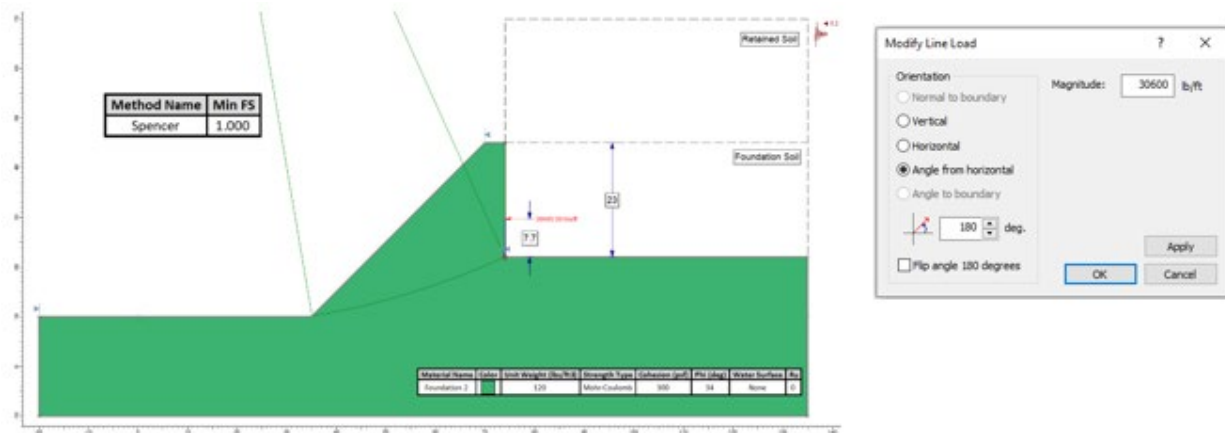 Retained Soil
Method Name Min FS
Spencer 1.000
Foundation Soil
23
7.7
Material Name Color Unit Weight (lbs/ft3) Strength Type Cohesion (psf) Phi (deg) Water Surface Ru
Foundation 2 120 Mohr-Coulomb 300 34 None 0
Modify Line Load
? X
Orientation
Normal to boundary
Vertical
Horizontal
Angle from horizontal
Angle to boundary
180 deg.
Flip angle 180 degrees
Magnitude: 30600 lb/ft
Apply
OK Cancel